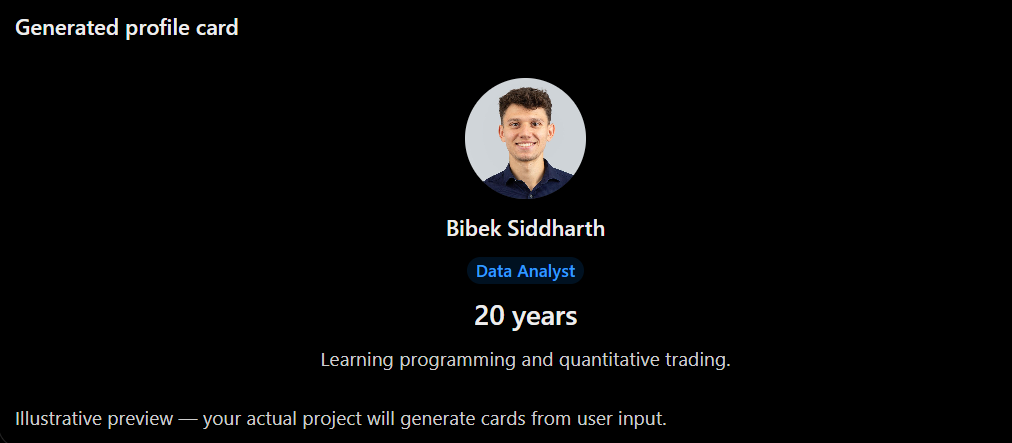 Generated profile card
Bibek Siddharth
Data Analyst
20 years
Learning programming and quantitative trading.
Illustrative preview — your actual project will generate cards from user input.